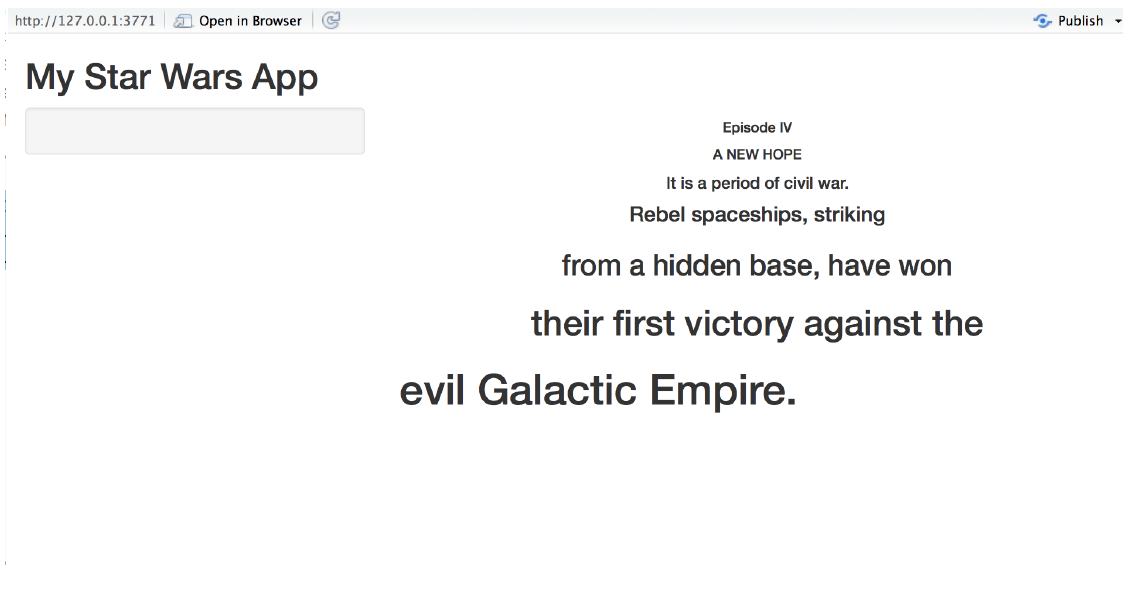 http://127.0.0.1:3771 Open in Browser Publish
My Star Wars App
Episode IV
A NEW HOPE
It is a period of civil war.
Rebel spaceships, striking
from a hidden base, have won
their first victory against the
evil Galactic Empire.